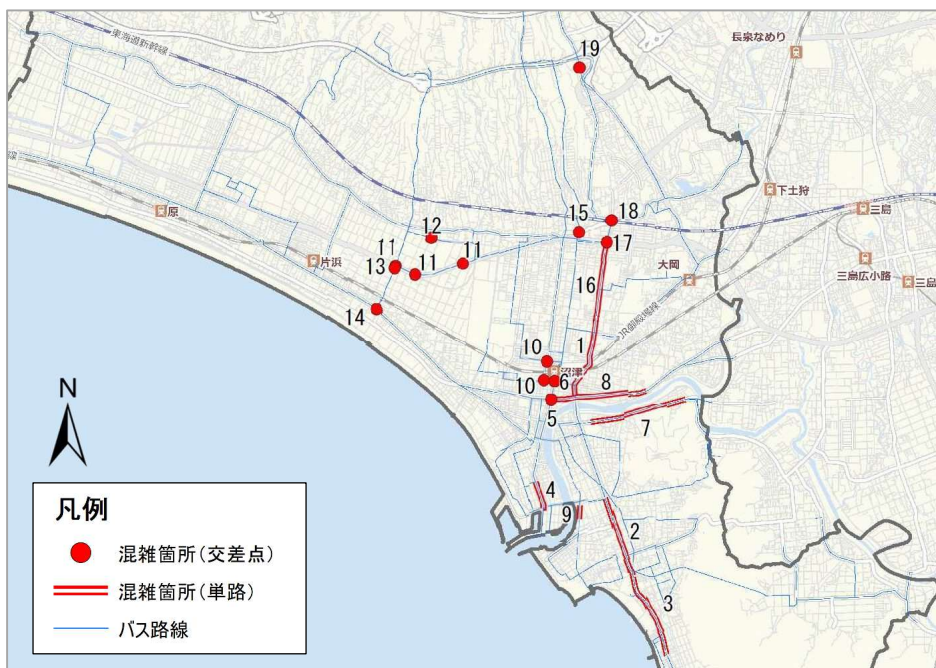 19
長泉なめり
東海道新幹線
下土狩
線
原
三島
18
15
12
17
11
11
13
11
片浜
大岡
三島広小路
三島
16
JR御殿場線
14
1
10
沼津
10
6
8
5
7
N
4
9
2
3
凡例
混雑箇所(交差点)
混雑箇所(単路)
バス路線